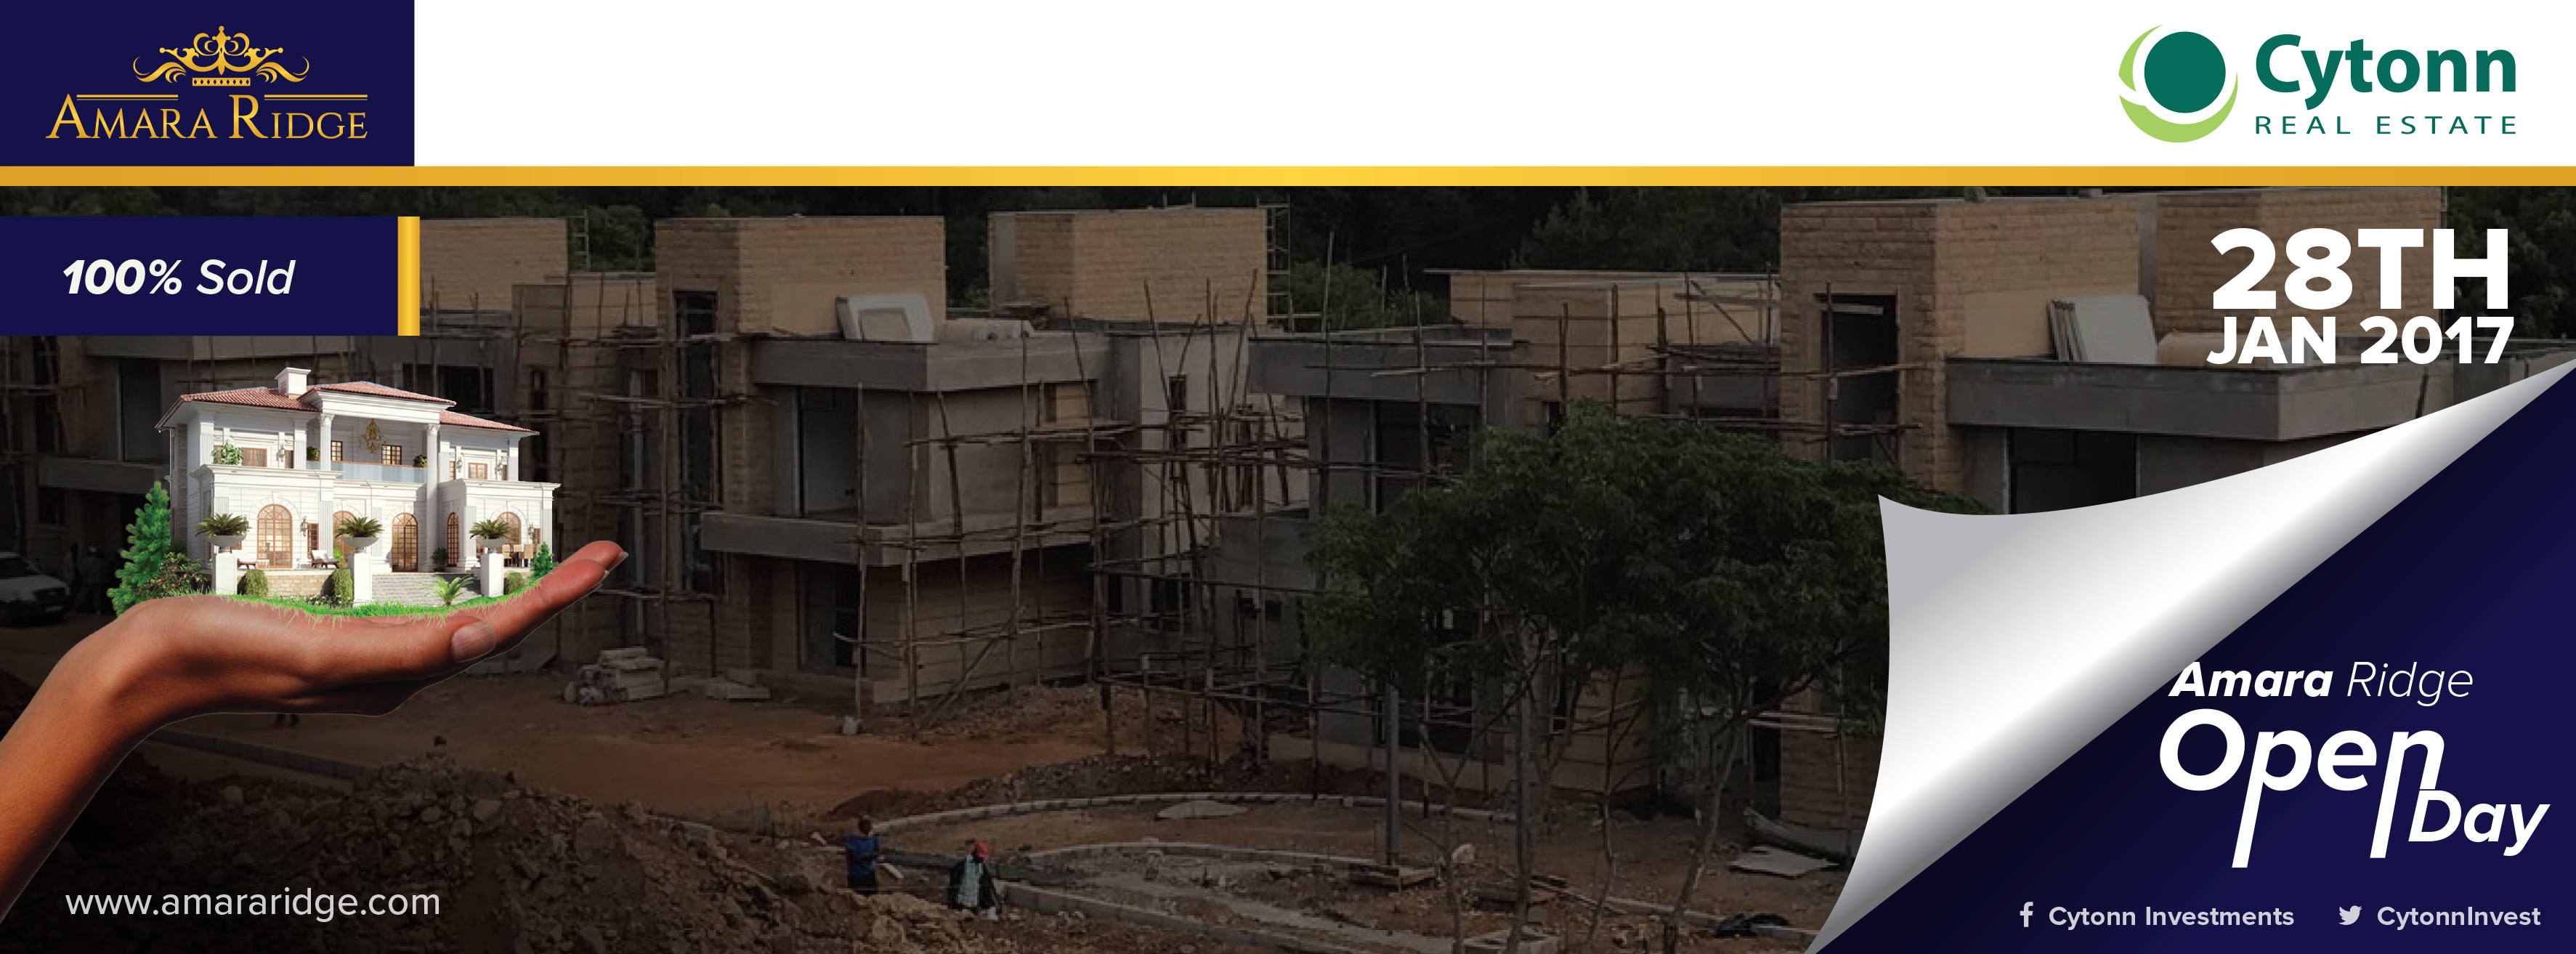 AMARA RIDGE
Cytonn
REAL ESTATE
100% Sold
28TH
JAN 2017
Amara Ridge
Open
Day
www.amararidge.com
Cytonn Investments
CytonnInvest